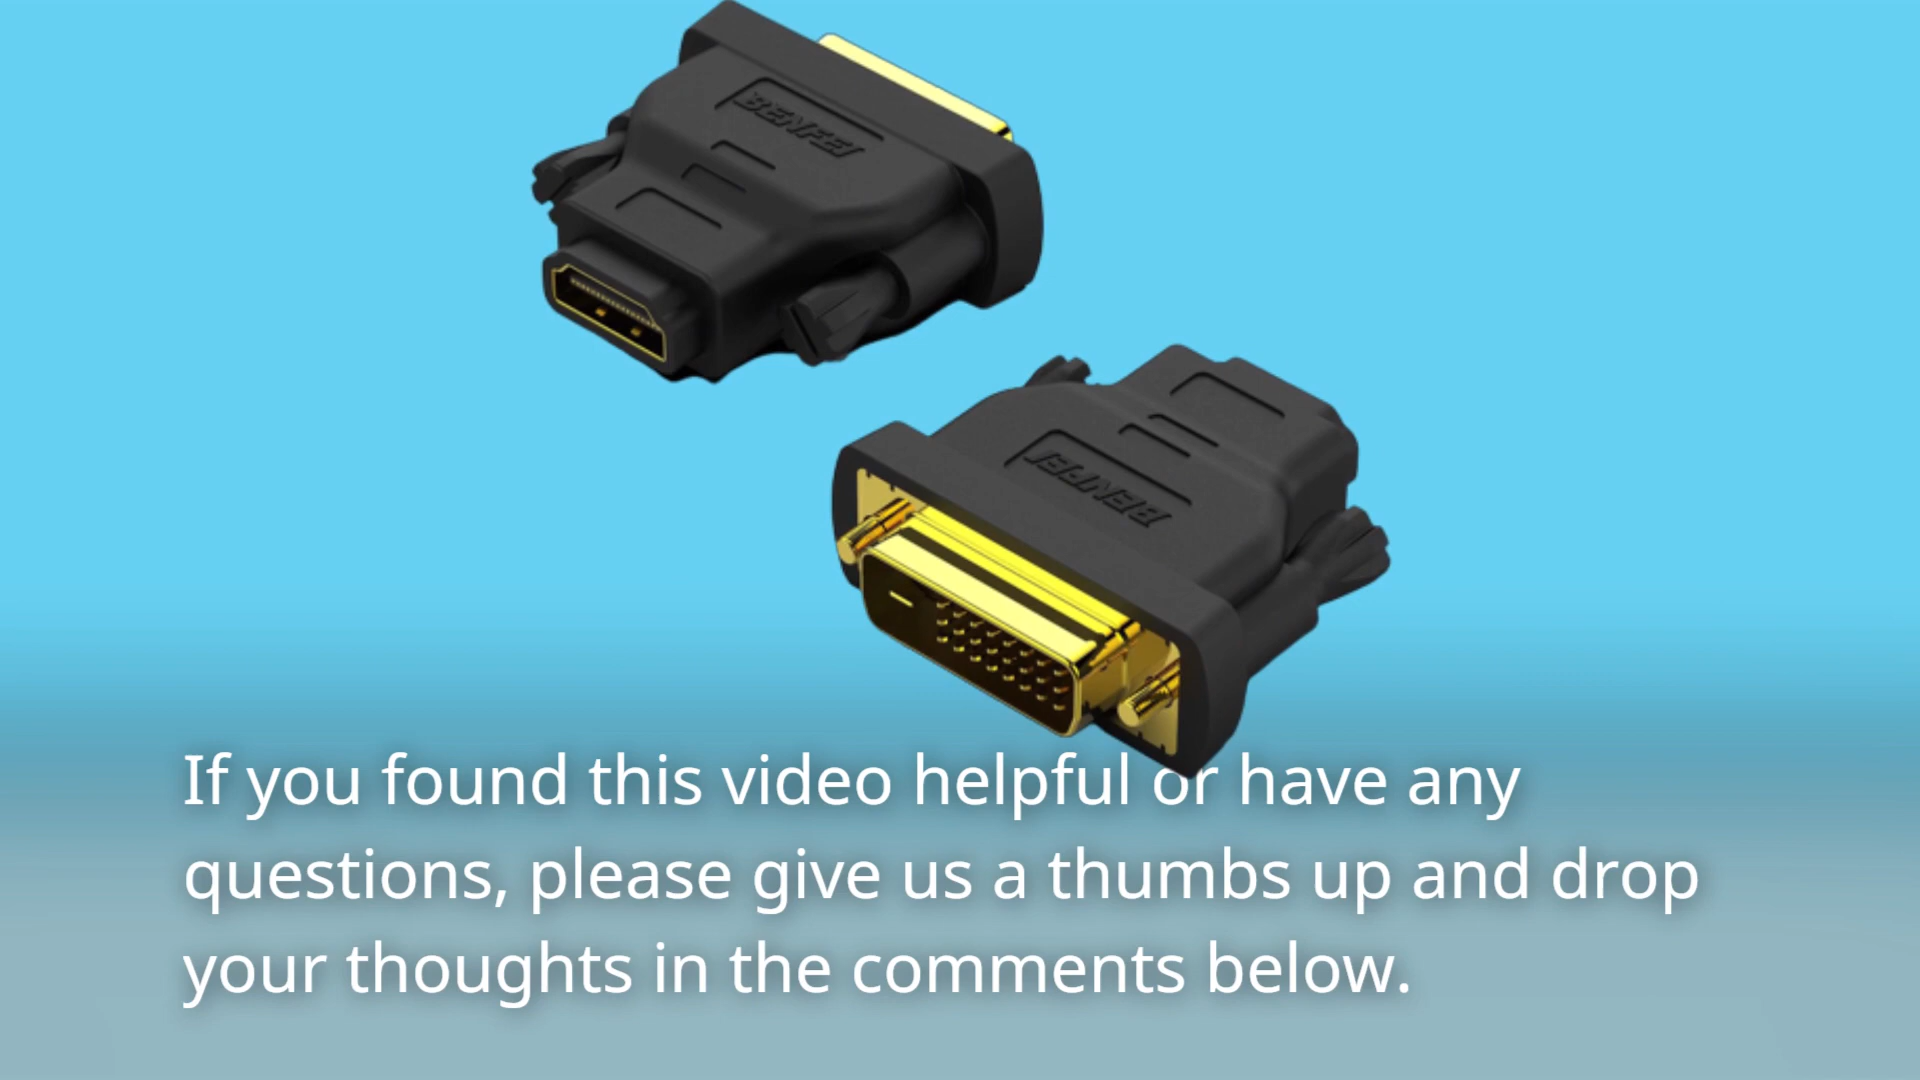 BENFEI
BENFEI
If you found this video helpful or have any
questions, please give us a thumbs up and drop
your thoughts in the comments below.